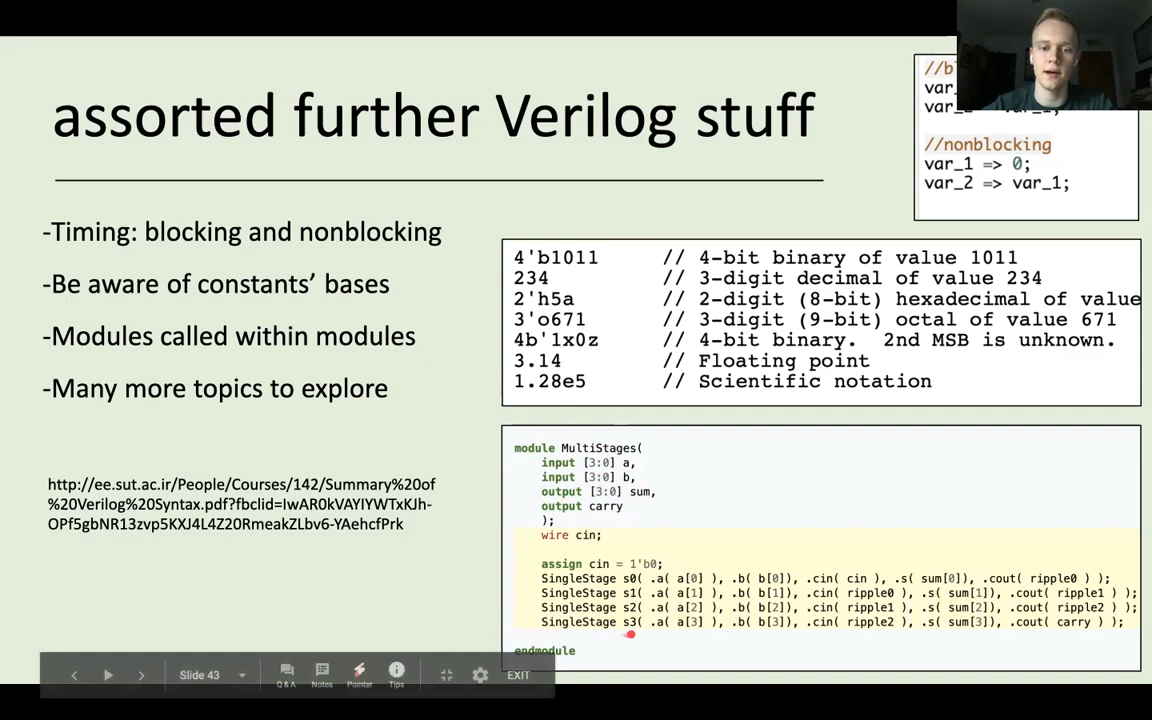 assorted further Verilog stuff
//b
var_
//nonblocking
var_1 => 0;
var_2 => var_1;
-Timing: blocking and nonblocking
-Be aware of constants’ bases
-Modules called within modules
-Many more topics to explore
http://ee.sut.ac.ir/People/Courses/142/Summary%20of
%20Verilog%20Syntax.pdf?fbclid=IwAR0kVAYIYWTxKJh-
OPf5gbNR13zvp5KXJ4L4Z20RmeakZLbv6-YAehcfPrk
4'b1011 // 4-bit binary of value 1011
234 // 3-digit decimal of value 234
2'h5a // 2-digit (8-bit) hexadecimal of value
3'o671 // 3-digit (9-bit) octal of value 671
4b'1x0z // 4-bit binary. 2nd MSB is unknown.
3.14 // Floating point
1.28e5 // Scientific notation
module MultiStages(
input [3:0] a,
input [3:0] b,
output [3:0] sum,
output carry
);
wire cin;
assign cin = 1'b0;
SingleStage s0( .a( a[0] ), .b( b[0]), .cin( cin ), .s( sum[0]), .cout( ripple0 ) );
SingleStage s1( .a( a[1] ), .b( b[1]), .cin( ripple0 ), .s( sum[1]), .cout( ripple1 ) );
SingleStage s2( .a( a[2] ), .b( b[2]), .cin( ripple1 ), .s( sum[2]), .cout( ripple2 ) );
SingleStage s3( .a( a[3] ), .b( b[3]), .cin( ripple2 ), .s( sum[3]), .cout( carry ) );
endmodule
Slide 43
Q & A
Notes
Pointer
Tips
EXIT